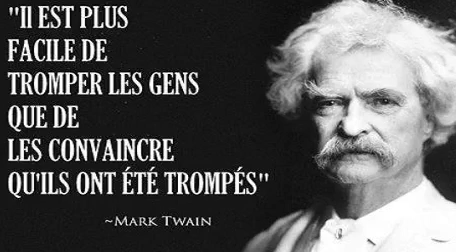 "Il EST PLUS
FACILE DE
TROMPER LES GENS
QUE DE
LES CONVAINCRE
QU'ILS ONT ÉTÉ TROMPÉS"
~MARK TWAIN